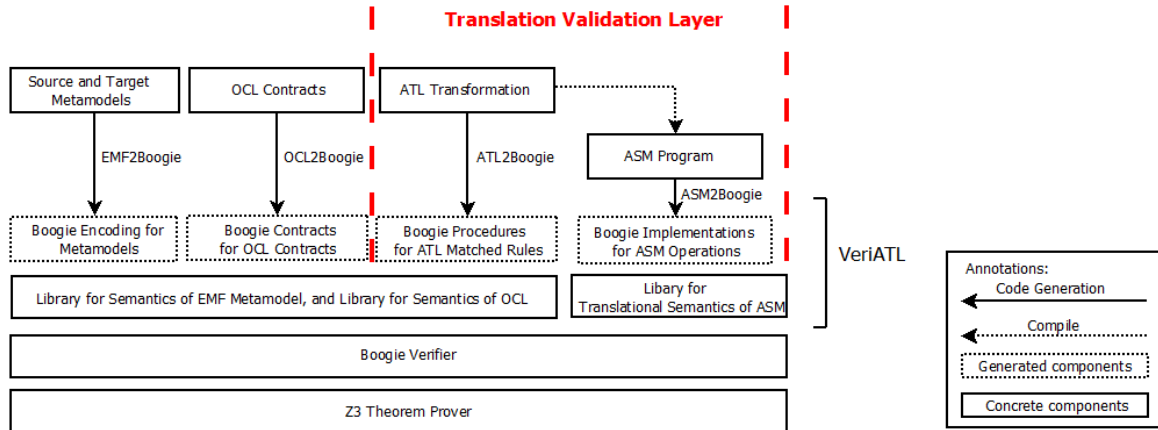 Translation Validation Layer
Source and Target
Metamodels
OCL Contracts
ATL Transformation
ASM Program
EMF2Boogie
OCL2Boogie
ATL2Boogie
ASM2Boogie
Boogie Encoding for
Metamodels
Boogie Contracts
for OCL Contracts
Boogie Procedures
for ATL Matched Rules
Boogie Implementations
for ASM Operations
VeriATL
Library for Semantics of EMF Metamodel, and Library for Semantics of OCL
Libary for
Translational Semantics of ASM
Boogie Verifier
Z3 Theorem Prover
Annotations:
Code Generation
Compile
Generated components
Concrete components